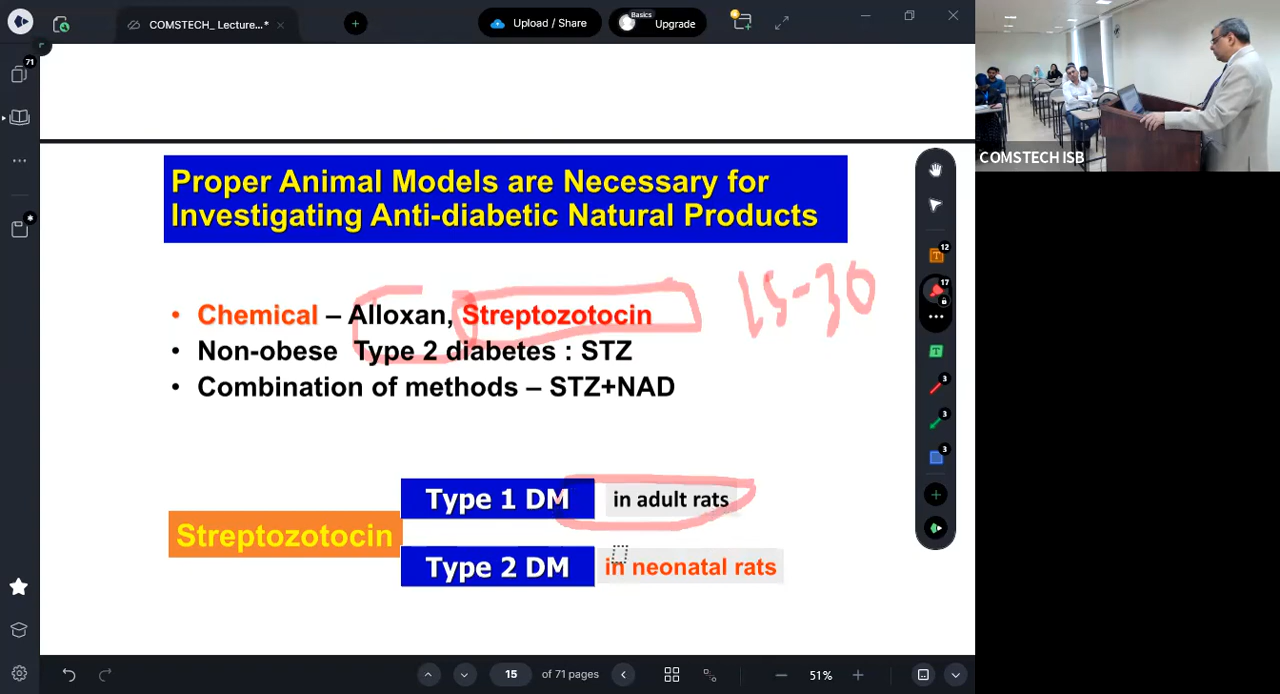 COMSTECH_ Lecture...*
Upload / Share
Basics
Upgrade
71
COMSTECH ISB
Proper Animal Models are Necessary for
Investigating Anti-diabetic Natural Products
• Chemical – Alloxan, Streptozotocin
15-30
• Non-obese Type 2 diabetes : STZ
• Combination of methods – STZ+NAD
Type 1 DM in adult rats
Streptozotocin
Type 2 DM in neonatal rats
12
17
T
T
3
3
3
15 of 71 pages
51%